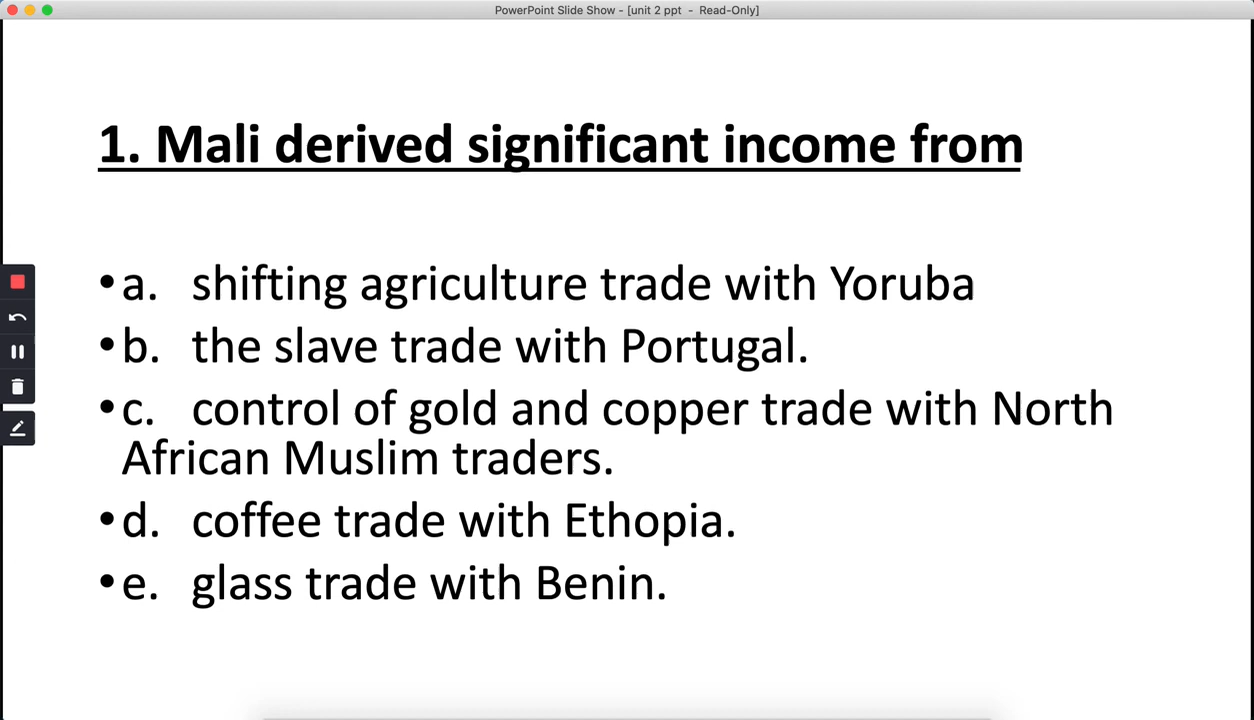 PowerPoint Slide Show - [unit 2 ppt - Read-Only]
1. Mali derived significant income from
•a. shifting agriculture trade with Yoruba
•b. the slave trade with Portugal.
•c. control of gold and copper trade with North
African Muslim traders.
•d. coffee trade with Ethopia.
•e. glass trade with Benin.